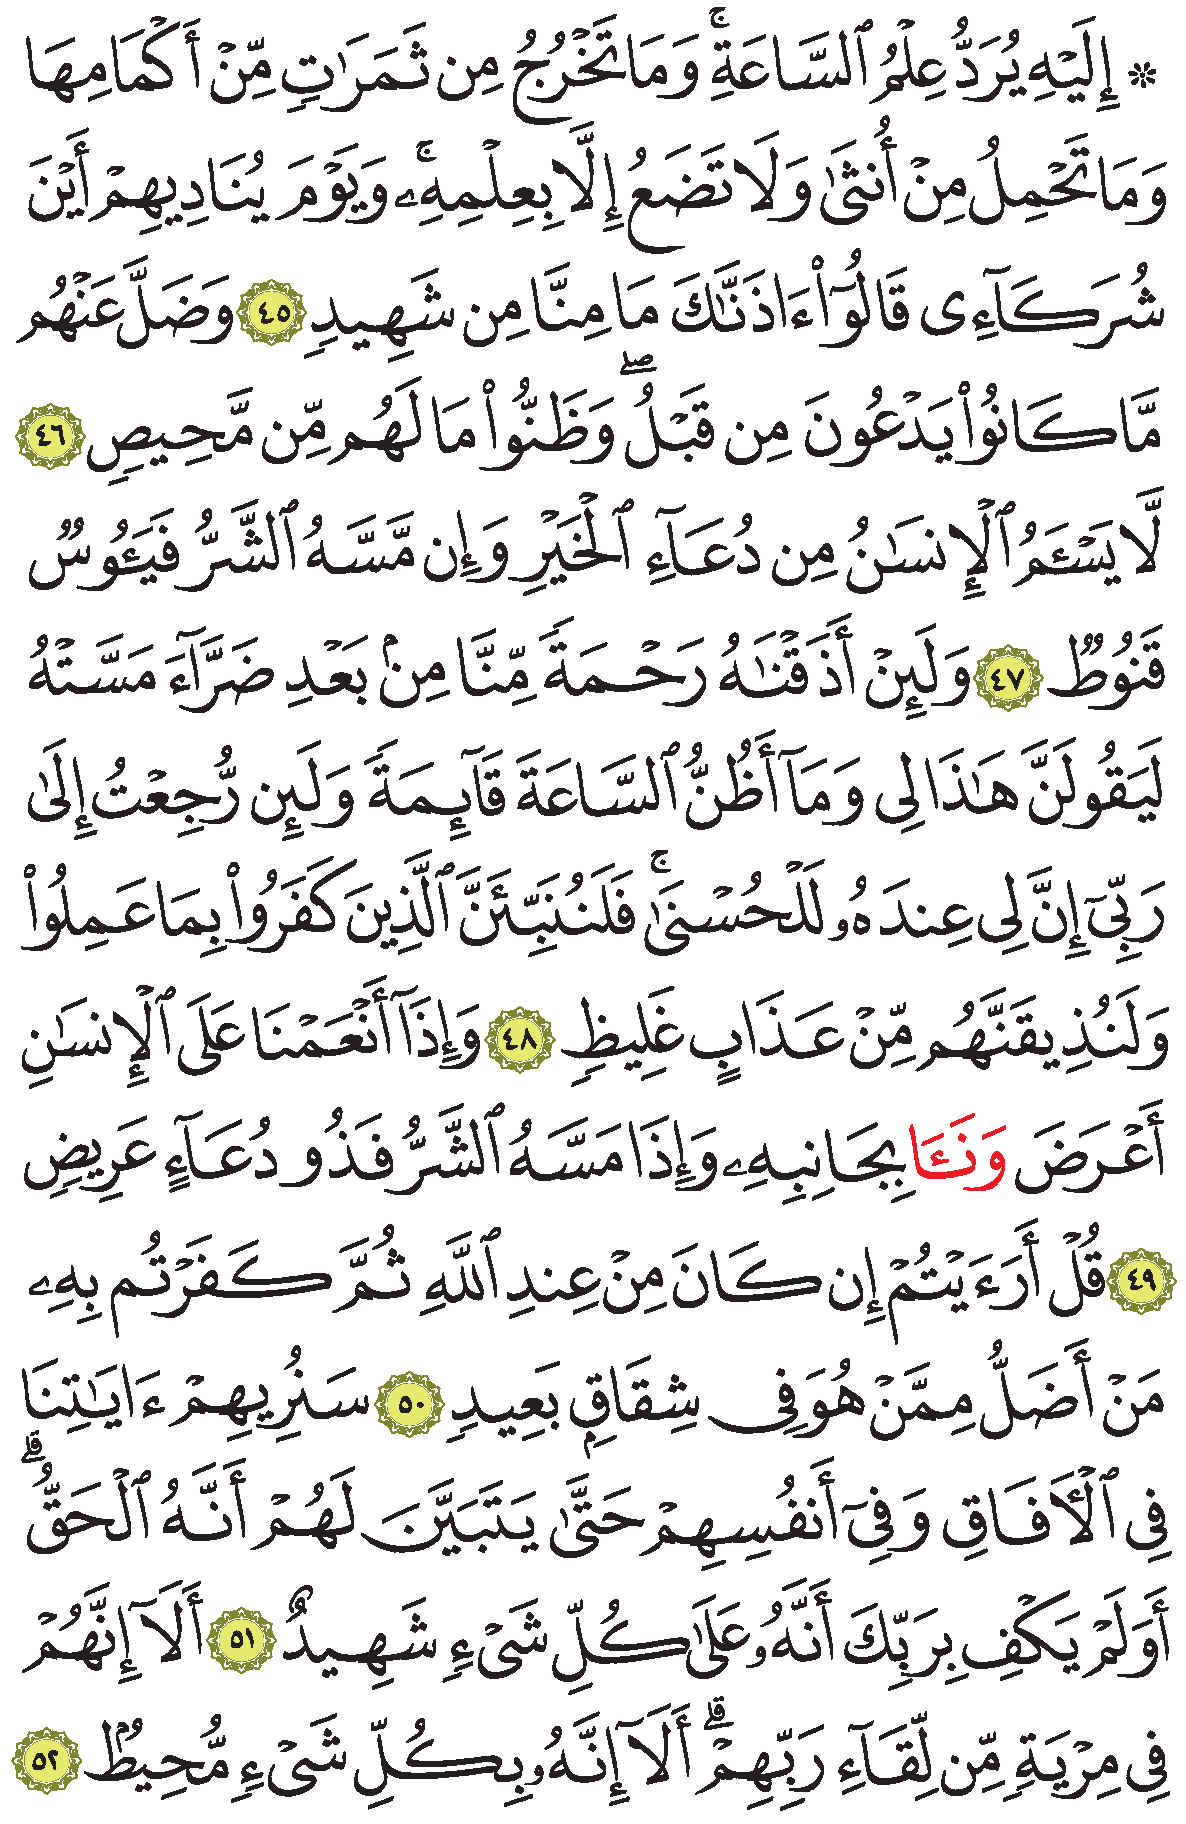 ۞ إِلَيْهِ يُرَدُّ عِلْمُ ٱلسَّاعَةِ ۚ وَمَا تَخْرُجُ مِن ثَمَرَٰتٍ مِّنْ أَكْمَامِهَا
وَمَا تَحْمِلُ مِنْ أُنثَىٰ وَلَا تَضَعُ إِلَّا بِعِلْمِهِۦ ۚ وَيَوْمَ يُنَادِيهِمْ أَيْنَ
شُرَكَآءِى قَالُوٓا۟ ءَاذَنَّٰكَ مَا مِنَّا مِن شَهِيدٍ ٤٥ وَضَلَّ عَنْهُم
مَّا كَانُوا۟ يَدْعُونَ مِن قَبْلُ ۖ وَظَنُّوا۟ مَا لَهُم مِّن مَّحِيصٍ ٤٦
لَّا يَسْـَٔمُ ٱلْإِنسَٰنُ مِن دُعَآءِ ٱلْخَيْرِ وَإِن مَّسَّهُ ٱلشَّرُّ فَيَـُٔوسٌ
قَنُوطٌ ٤٧ وَلَئِنْ أَذَقْنَٰهُ رَحْمَةً مِّنَّا مِنۢ بَعْدِ ضَرَّآءَ مَسَّتْهُ
لَيَقُولَنَّ هَٰذَا لِى وَمَآ أَظُنُّ ٱلسَّاعَةَ قَآئِمَةً وَلَئِن رُّجِعْتُ إِلَىٰ
رَبِّىٓ إِنَّ لِى عِندَهُۥ لَلْحُسْنَىٰ ۚ فَلَنُنَبِّئَنَّ ٱلَّذِينَ كَفَرُوا۟ بِمَا عَمِلُوا۟
وَلَنُذِيقَنَّهُم مِّنْ عَذَابٍ غَلِيظٍ ٤٨ وَإِذَآ أَنْعَمْنَا عَلَى ٱلْإِنسَٰنِ
أَعْرَضَ وَنَـَٔا بِجَانِبِهِۦ وَإِذَا مَسَّهُ ٱلشَّرُّ فَذُو دُعَآءٍ عَرِيضٍ
٤٩ قُلْ أَرَءَيْتُمْ إِن كَانَ مِنْ عِندِ ٱللَّهِ ثُمَّ كَفَرْتُم بِهِۦ
مَنْ أَضَلُّ مِمَّنْ هُوَ فِى شِقَاقٍۭ بَعِيدٍ ٥٠ سَنُرِيهِمْ ءَايَٰتِنَا
فِى ٱلْـَٔافَاقِ وَفِىٓ أَنفُسِهِمْ حَتَّىٰ يَتَبَيَّنَ لَهُمْ أَنَّهُ ٱلْحَقُّ ۗ
أَوَلَمْ يَكْفِ بِرَبِّكَ أَنَّهُۥ عَلَىٰ كُلِّ شَىْءٍ شَهِيدٌ ٥١ أَلَآ إِنَّهُمْ
فِى مِرْيَةٍ مِّن لِّقَآءِ رَبِّهِمْ ۗ أَلَآ إِنَّهُۥ بِكُلِّ شَىْءٍ مُّحِيطٌۢ ٥٢